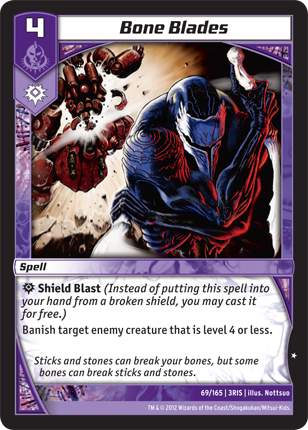 4
Bone Blades
Spell
Shield Blast (Instead of putting this spell into
your hand from a broken shield, you may cast it
for free.)
Banish target enemy creature that is level 4 or less.
Sticks and stones can break your bones, but some
bones can break sticks and stones.
69/165 | 3RIS | illus. Nottsuo
TM & © 2012 Wizards of the Coast/Shogakukan/Mitsui-Kids.